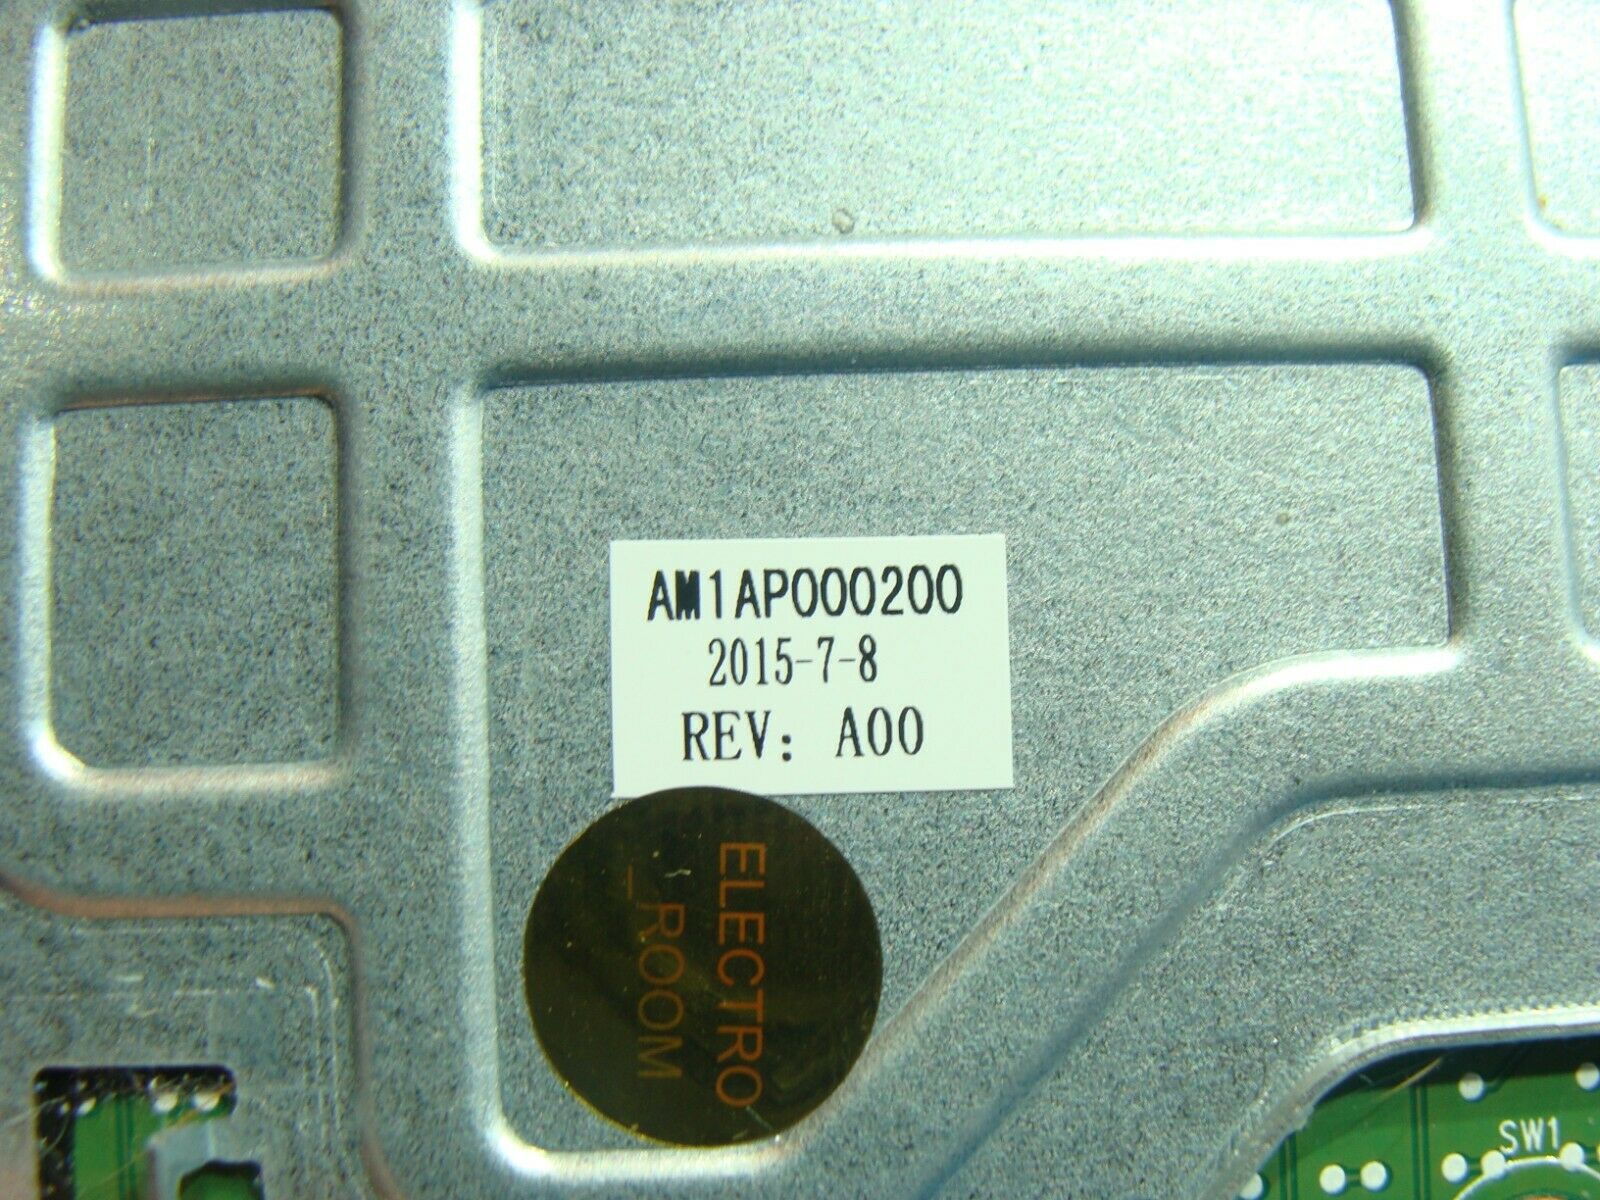 AM1AP000200
2015-7-8
REV: A00
ELECTRO
_ROOM
SW1